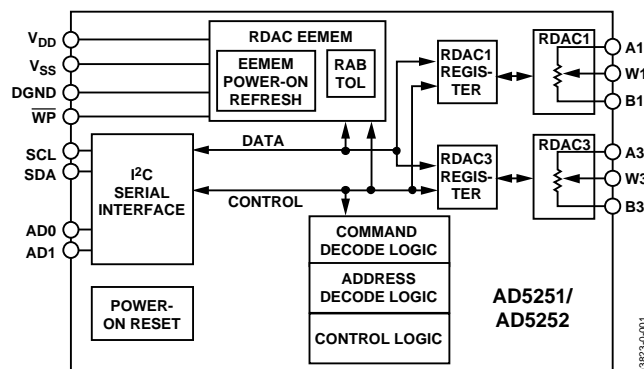 VDD
VSS
DGND
WP
SCL
SDA
AD0
AD1
RDAC EEMEM
EEMEM
POWER-ON
REFRESH
RAB
TOL
RDAC1
REGIS-
TER
RDAC1
A1
W1
B1
DATA
I2C
SERIAL
INTERFACE
CONTROL
RDAC3
REGIS-
TER
RDAC3
A3
W3
B3
COMMAND
DECODE LOGIC
ADDRESS
DECODE LOGIC
CONTROL LOGIC
POWER-
ON RESET
AD5251/
AD5252